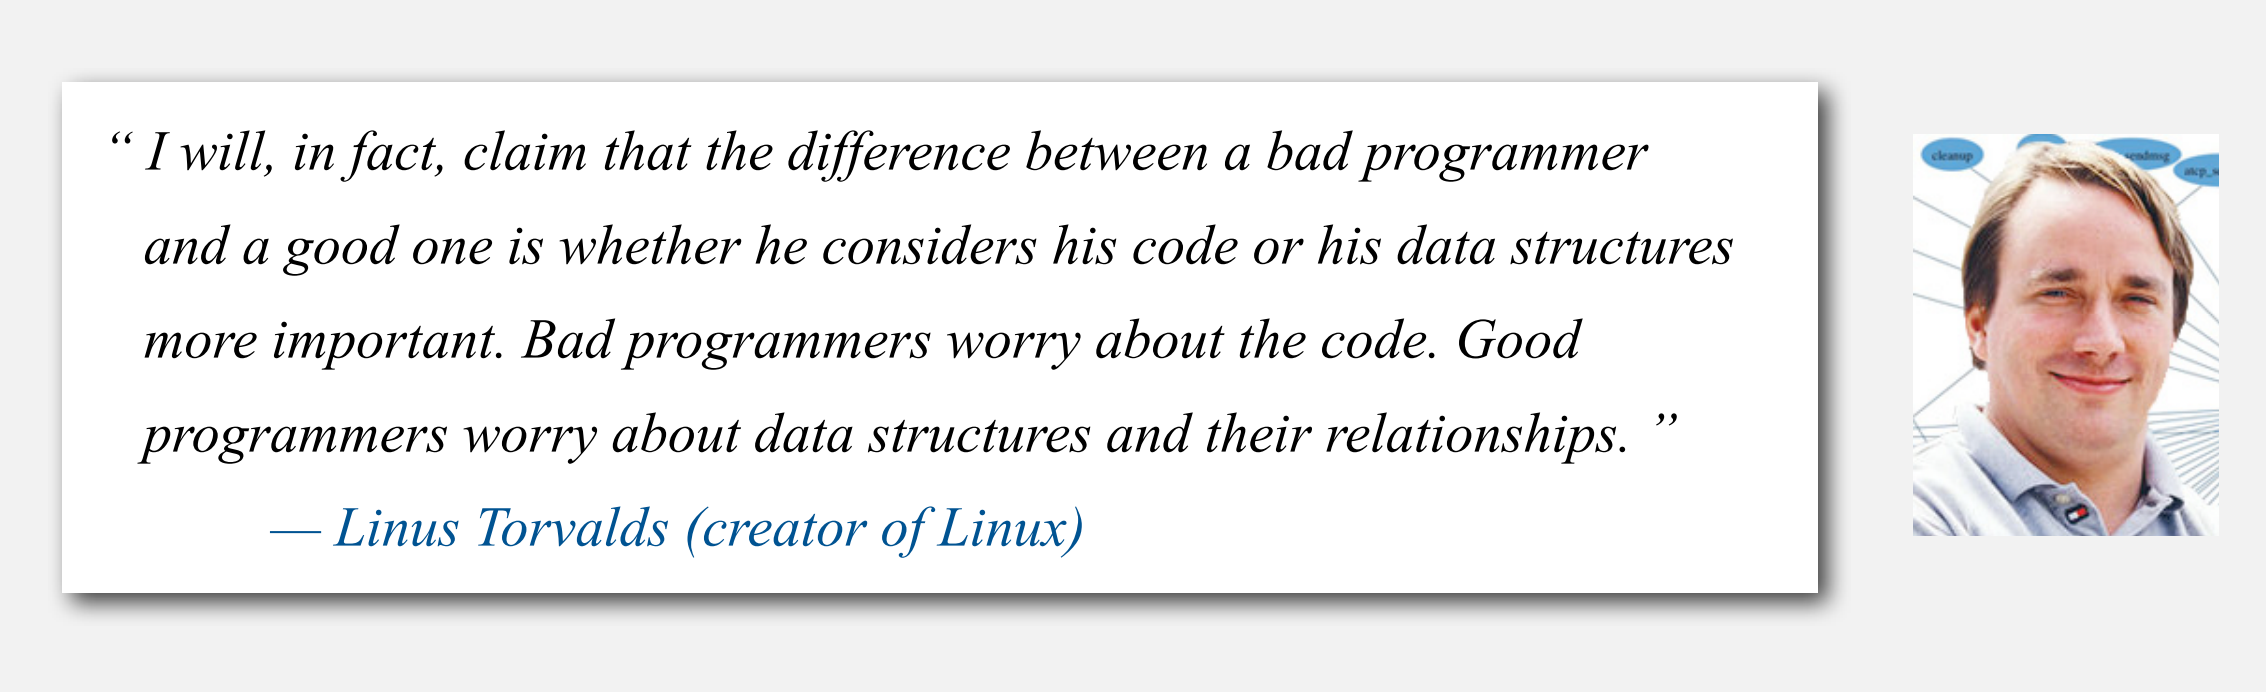 “ I will, in fact, claim that the difference between a bad programmer
and a good one is whether he considers his code or his data structures
more important. Bad programmers worry about the code. Good
programmers worry about data structures and their relationships. ”
— Linus Torvalds (creator of Linux)
cleanup
sendmsg